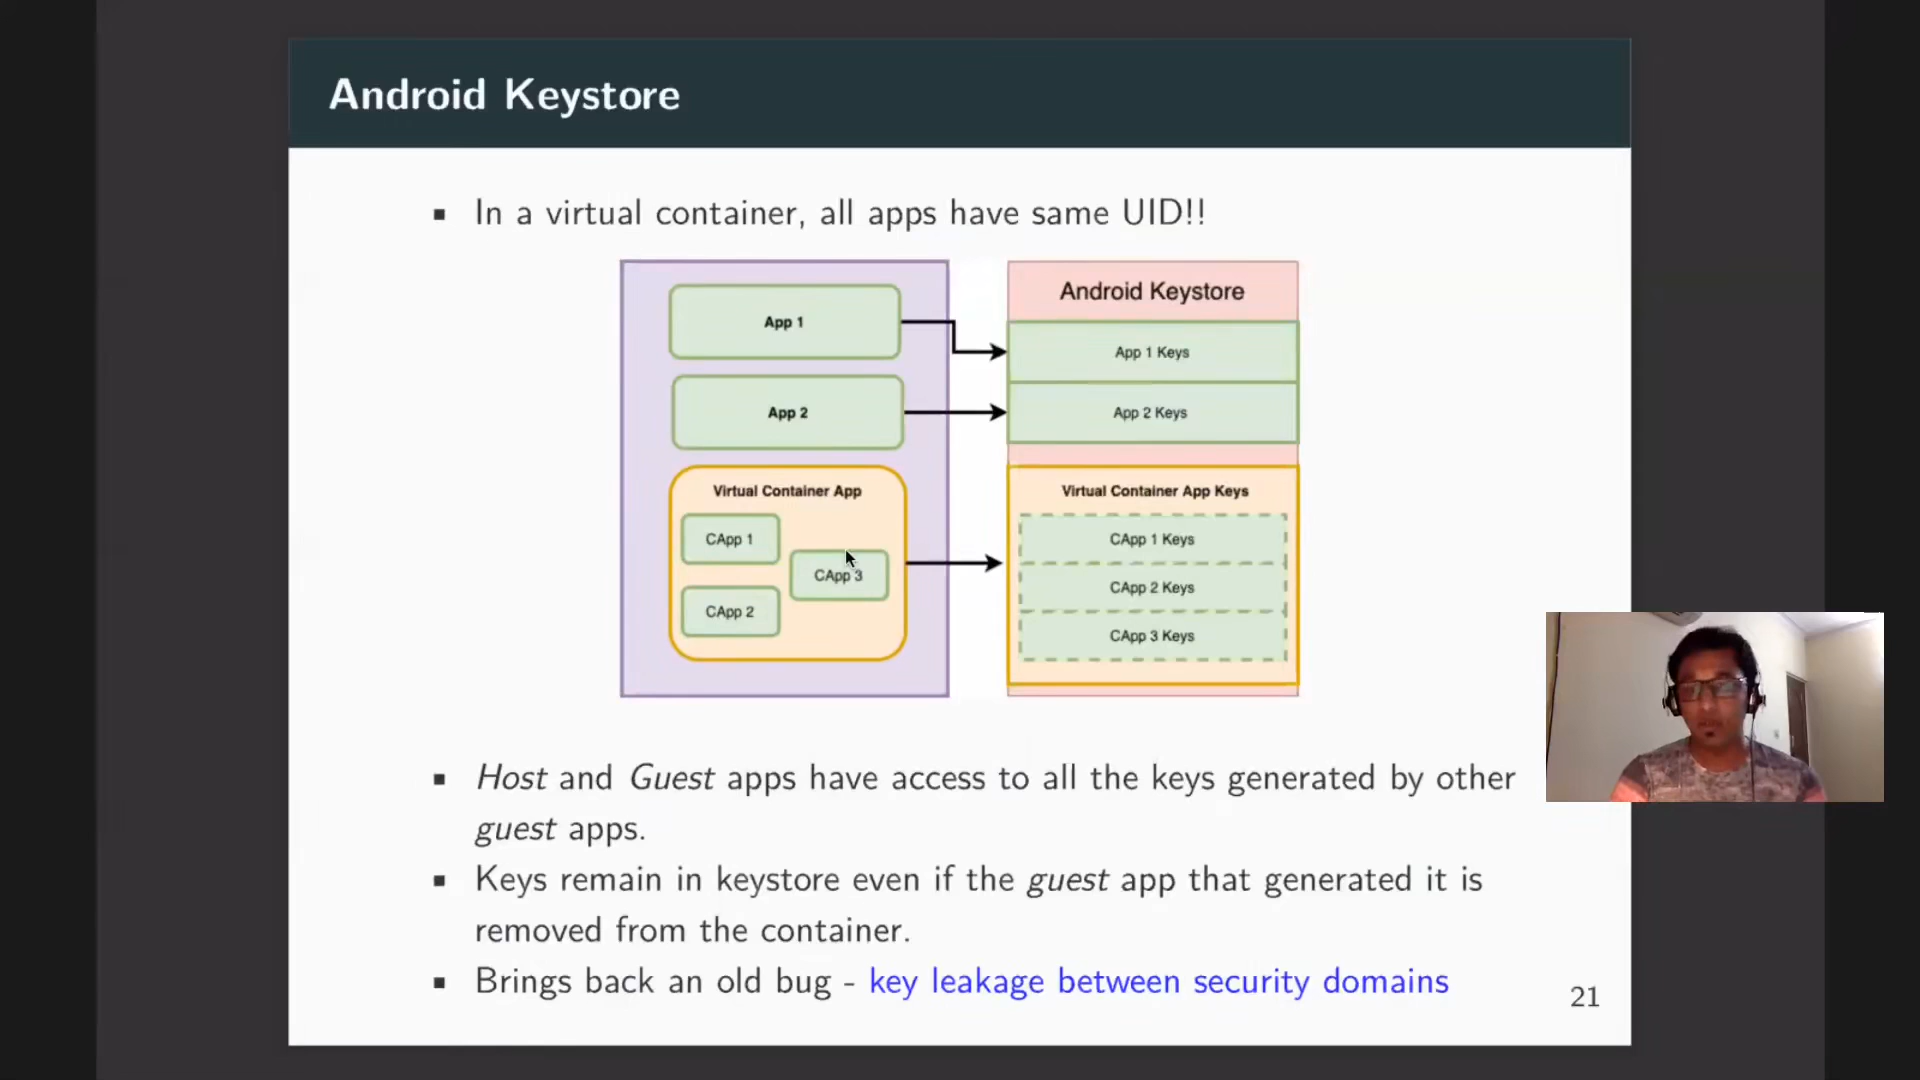 Android Keystore
In a virtual container, all apps have same UID!!
App 1
App 2
Virtual Container App
CApp 1
CApp 3
CApp 2
Android Keystore
App 1 Keys
App 2 Keys
Virtual Container App Keys
CApp 1 Keys
CApp 2 Keys
CApp 3 Keys
Host and Guest apps have access to all the keys generated by other
guest apps.
Keys remain in keystore even if the guest app that generated it is
removed from the container.
Brings back an old bug - key leakage between security domains
21